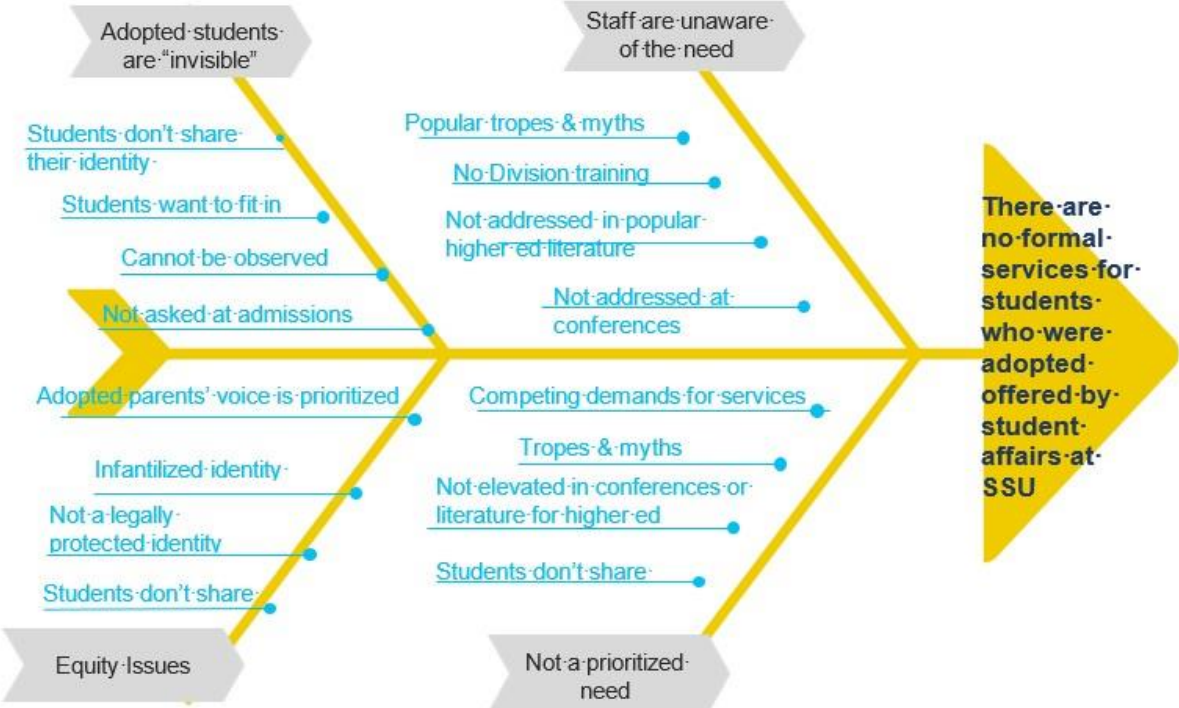 Adopted·students·
are·“invisible”
Students·don’t·share·
their·identity·
Students·want·to·fit·in
Cannot·be·observed
Not·asked·at·admissions
Staff·are·unaware·
of·the·need
Popular·tropes·&·myths
No·Division·training
Not·addressed·in·popular·
higher·ed·literature
Not·addressed·at·
conferences
Adopted·parents’·voice·is·prioritized
Infantilized·identity·
Not·a·legally·
protected·identity
Students·don’t·share·
Equity·Issues
Competing·demands·for·services
Tropes·&·myths
Not·elevated·in·conferences·or·
literature·for·higher·ed
Students·don’t·share·
Not·a·prioritized·
need
There·are·
no·formal·
services·for·
students·
who·were·
adopted·
offered·by·
student·
affairs·at·
SSU